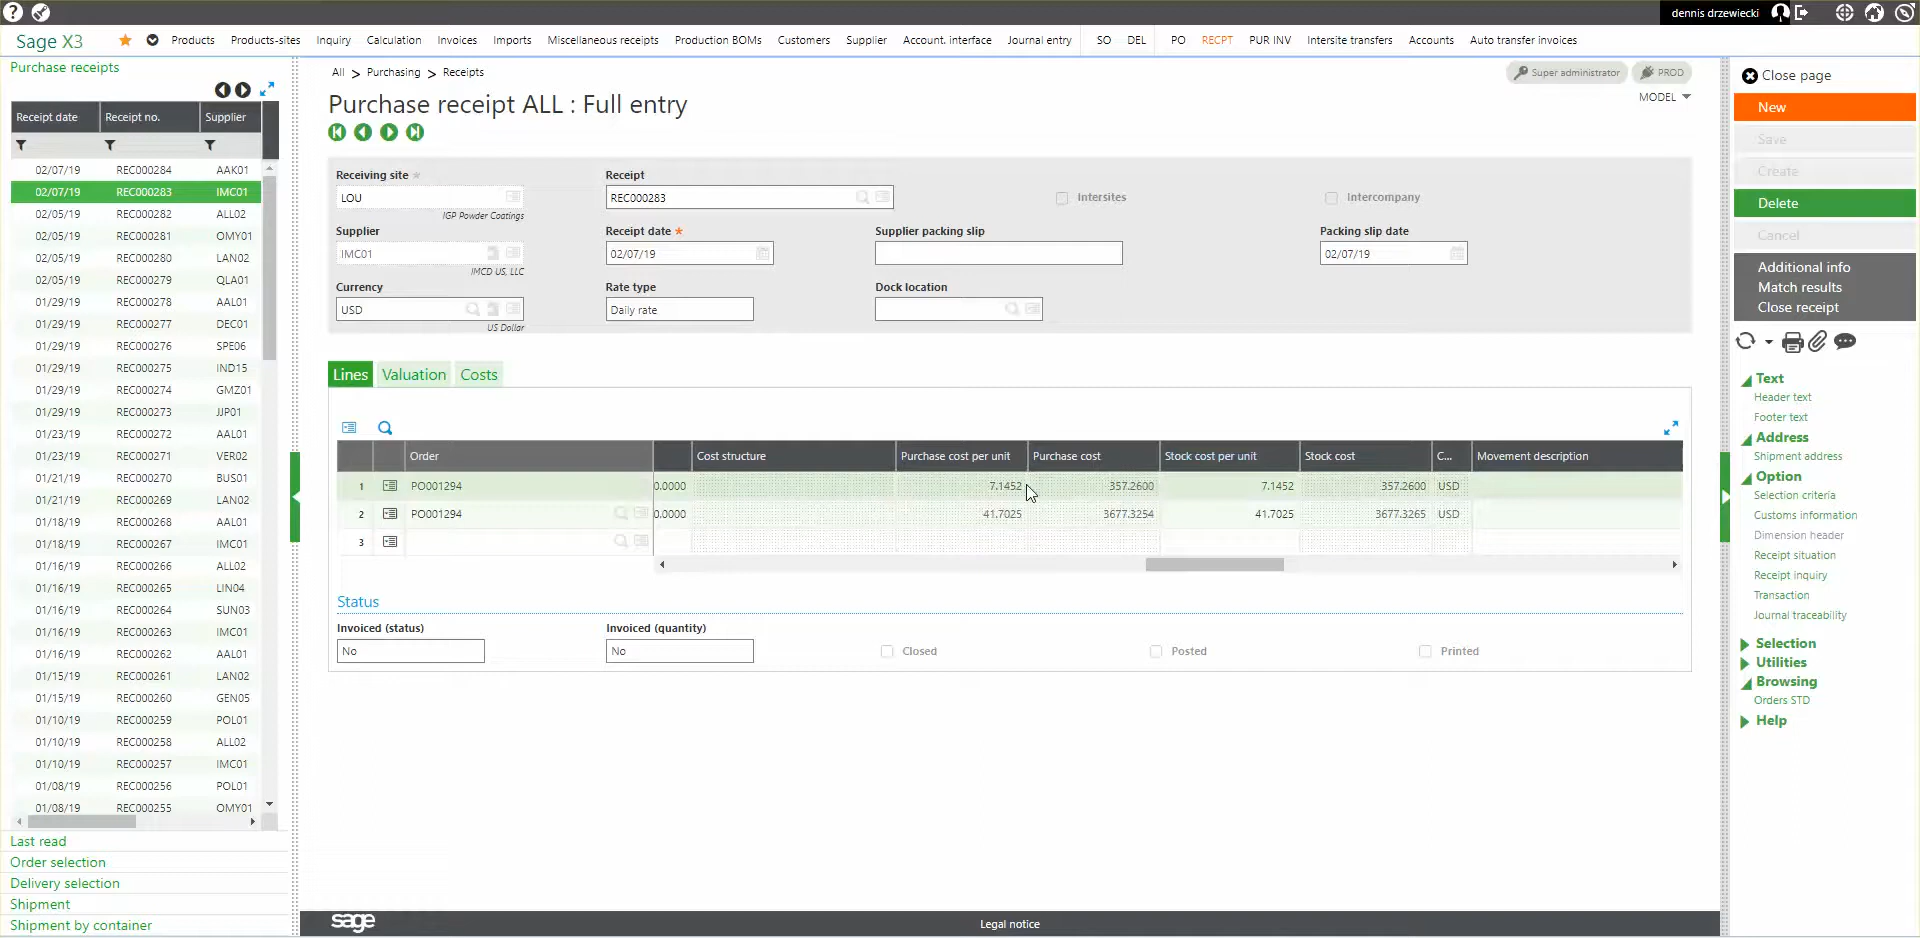 dennis drzewiecki
Sage X3
Products
Products-sites
Inquiry
Calculation
Invoices
Imports
Miscellaneous receipts
Production BOMs
Customers
Supplier
Account. interface
Journal entry
SO
DEL
PO
RECPT
PUR INV
Intersite transfers
Accounts
Auto transfer invoices
Purchase receipts
Receipt date Receipt no. Supplier
02/07/19 REC000284 AAK01
02/07/19 REC000283 IMC01
02/05/19 REC000282 ALL02
02/05/19 REC000281 OMY01
02/05/19 REC000280 LAN02
02/05/19 REC000279 QLA01
01/29/19 REC000278 AAL01
01/29/19 REC000277 DEC01
01/29/19 REC000276 SPE06
01/29/19 REC000275 IND15
01/29/19 REC000274 GMZ01
01/29/19 REC000273 JJP01
01/23/19 REC000272 AAL01
01/23/19 REC000271 VER02
01/21/19 REC000270 BUS01
01/21/19 REC000269 LAN02
01/18/19 REC000268 AAL01
01/18/19 REC000267 IMC01
01/16/19 REC000266 ALL02
01/16/19 REC000265 LIN04
01/16/19 REC000264 SUN03
01/16/19 REC000263 IMC01
01/16/19 REC000262 AAL01
01/15/19 REC000261 LAN02
01/15/19 REC000260 GEN05
01/10/19 REC000259 POL01
01/10/19 REC000258 ALL02
01/10/19 REC000257 IMC01
01/08/19 REC000256 POL01
01/08/19 REC000255 OMY01
Last read
Order selection
Delivery selection
Shipment
Shipment by container
All > Purchasing > Receipts
Super administrator
PROD
Purchase receipt ALL : Full entry
MODEL
Receiving site
LOU
IGP Powder Coatings
Receipt
REC000283
Intersites
Intercompany
Supplier
IMC01
IMCD US, LLC
Receipt date *
02/07/19
Supplier packing slip
Packing slip date
02/07/19
Currency
USD
US Dollar
Rate type
Daily rate
Dock location
Lines
Valuation
Costs
Order Cost structure Purchase cost per unit Purchase cost Stock cost per unit Stock cost C... Movement description
1 PO001294 0.0000 7.1452 357.2600 7.1452 357.2600 USD
2 PO001294 0.0000 41.7025 3677.3254 41.7025 3677.3265 USD
3
Status
Invoiced (status)
No
Invoiced (quantity)
No
Closed
Posted
Printed
sage
Legal notice
Close page
New
Save
Create
Delete
Cancel
Additional info
Match results
Close receipt
Text
Header text
Footer text
Address
Shipment address
Option
Selection criteria
Customs information
Dimension header
Receipt situation
Receipt inquiry
Transaction
Journal traceability
Selection
Utilities
Browsing
Orders STD
Help